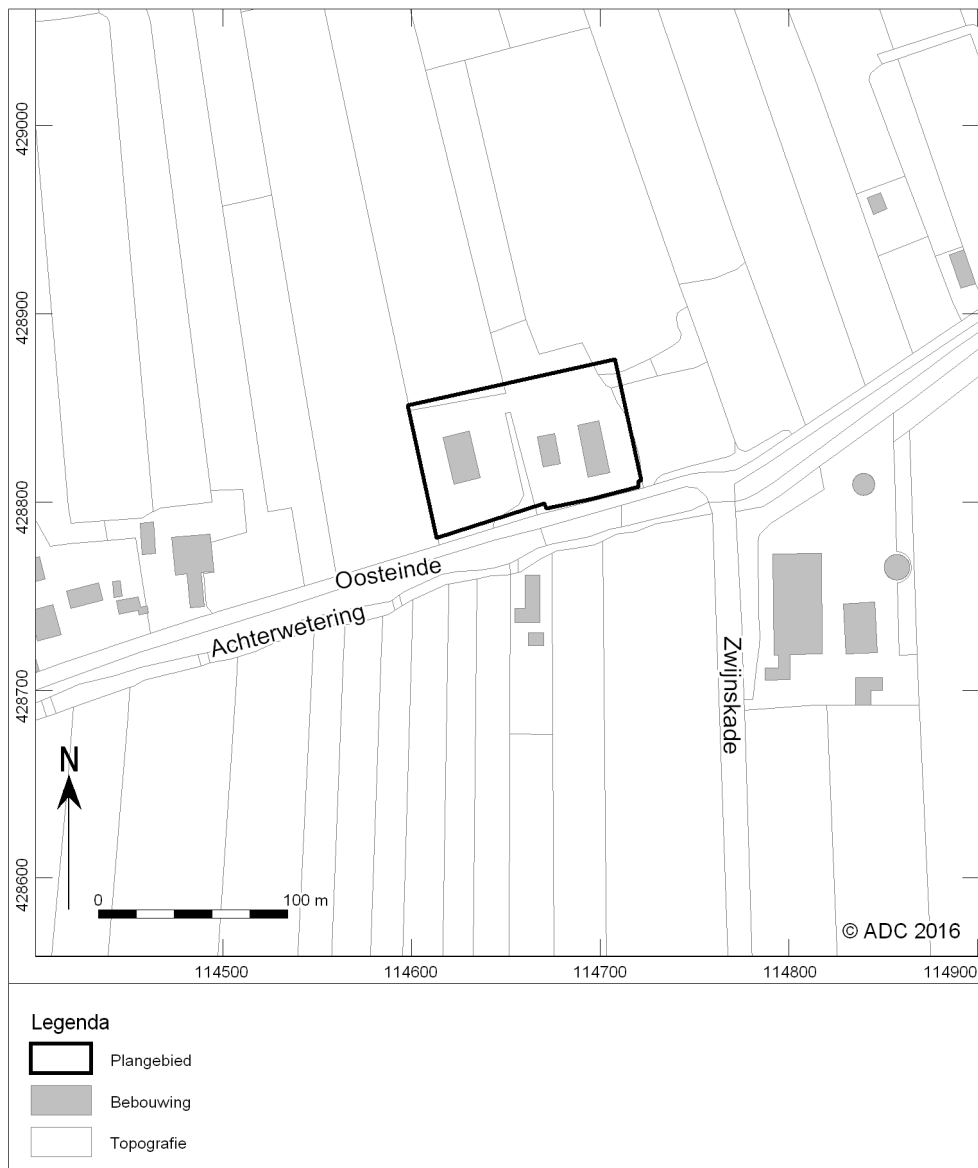 429000
428900
428800
428700
428600
Oosteinde
Achterwetering
Zwijnskade
N
0 100 m
© ADC 2016
114500 114600 114700 114800 114900
Legenda
Plangebied
Bebouwing
Topografie